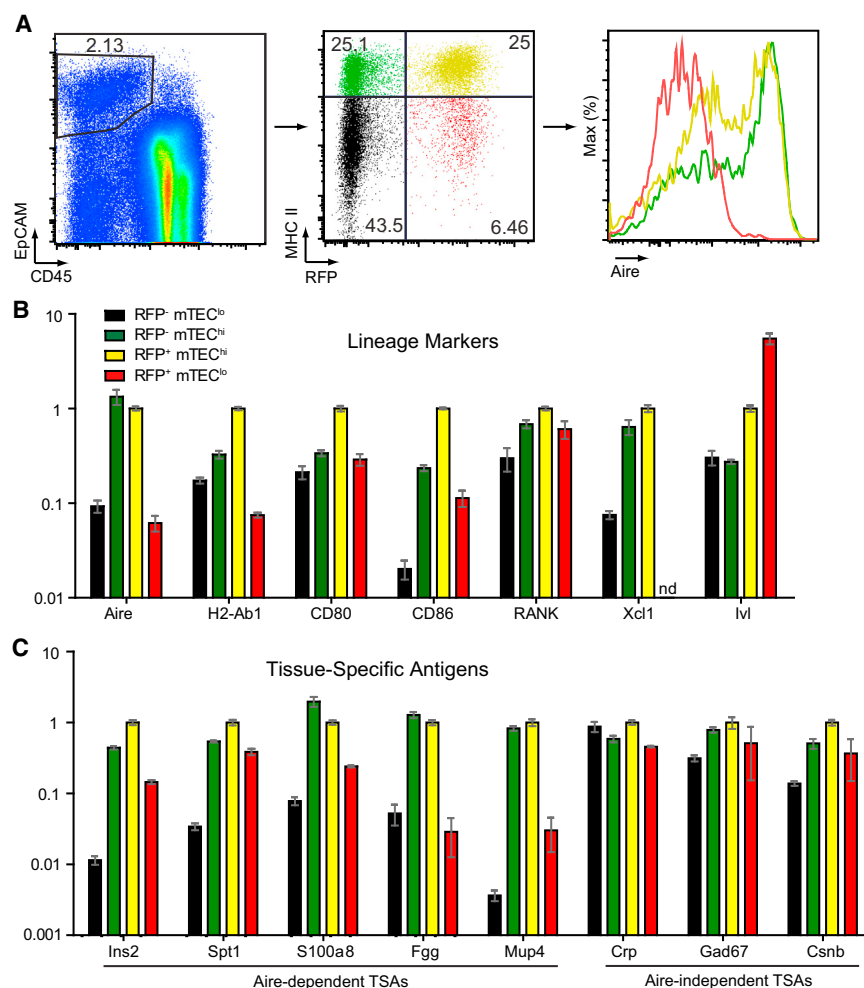 A
2.13
EpCAM
CD45
25.1
25
43.5
6.46
MHC II
RFP
Max (%)
Aire
B
Lineage Markers
RFP⁻ mTECˡᵒ
RFP⁻ mTECʰⁱ
RFP⁺ mTECʰⁱ
RFP⁺ mTECˡᵒ
10
1
0.1
0.01
nd
Aire H2-Ab1 CD80 CD86 RANK Xcl1 Ivl
C
Tissue-Specific Antigens
10
1
0.1
0.01
0.001
Ins2 Spt1 S100a8 Fgg Mup4 Crp Gad67 Csnb
Aire-dependent TSAs Aire-independent TSAs